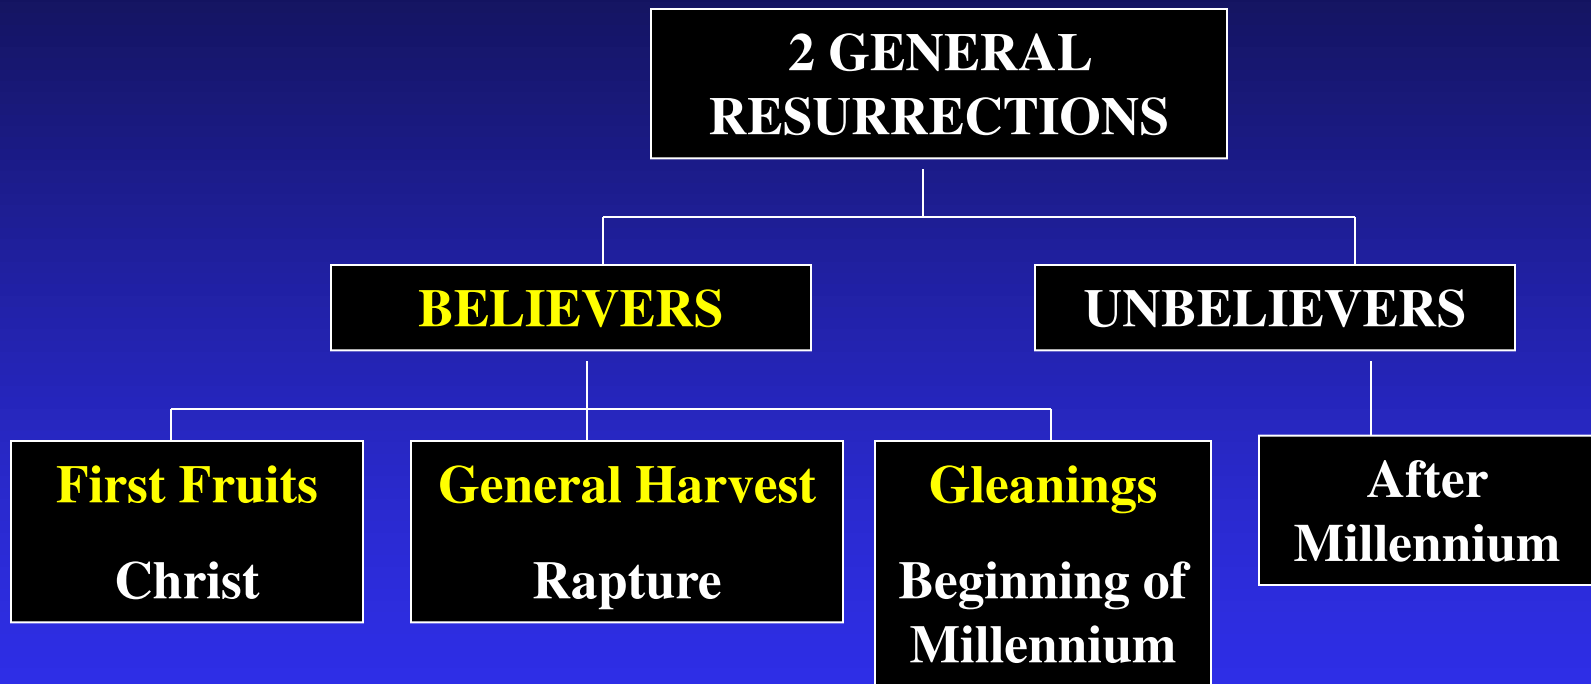 2 GENERAL
RESURRECTIONS
BELIEVERS
UNBELIEVERS
First Fruits
Christ
General Harvest
Rapture
Gleanings
Beginning of
Millennium
After
Millennium